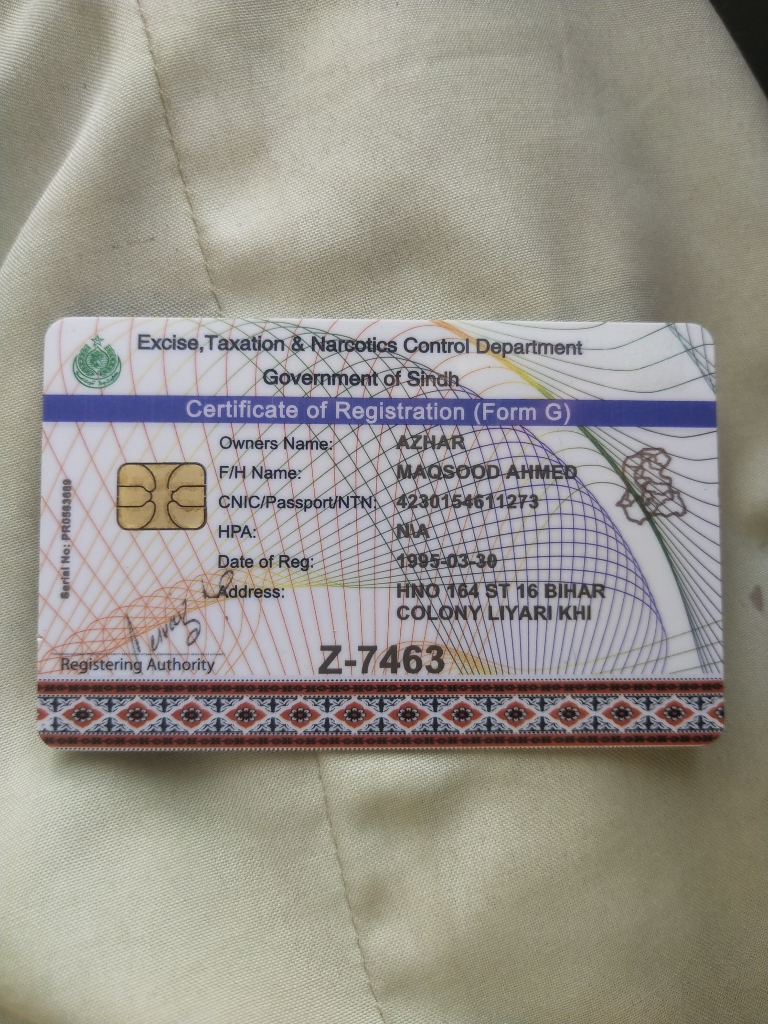 Excise,Taxation & Narcotics Control Department
Government of Sindh
Certificate of Registration (Form G)
Owners Name: AZHAR
F/H Name: MAQSOOD AHMED
CNIC/Passport/NTN: 4230154611273
HPA: N\A
Date of Reg: 1995-03-30
Address: HNO 164 ST 16 BIHAR
COLONY LIYARI KHI
Serial No: PR0563669
Registering Authority
Z-7463